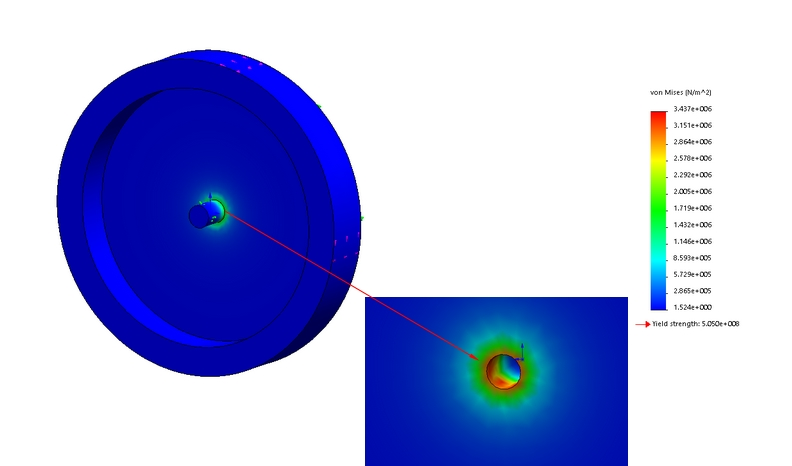 von Mises (N/m^2)
3.437e+006
3.151e+006
2.864e+006
2.578e+006
2.292e+006
2.005e+006
1.719e+006
1.432e+006
1.146e+006
8.593e+005
5.729e+005
2.865e+005
1.524e+000
Yield strength: 5.050e+008